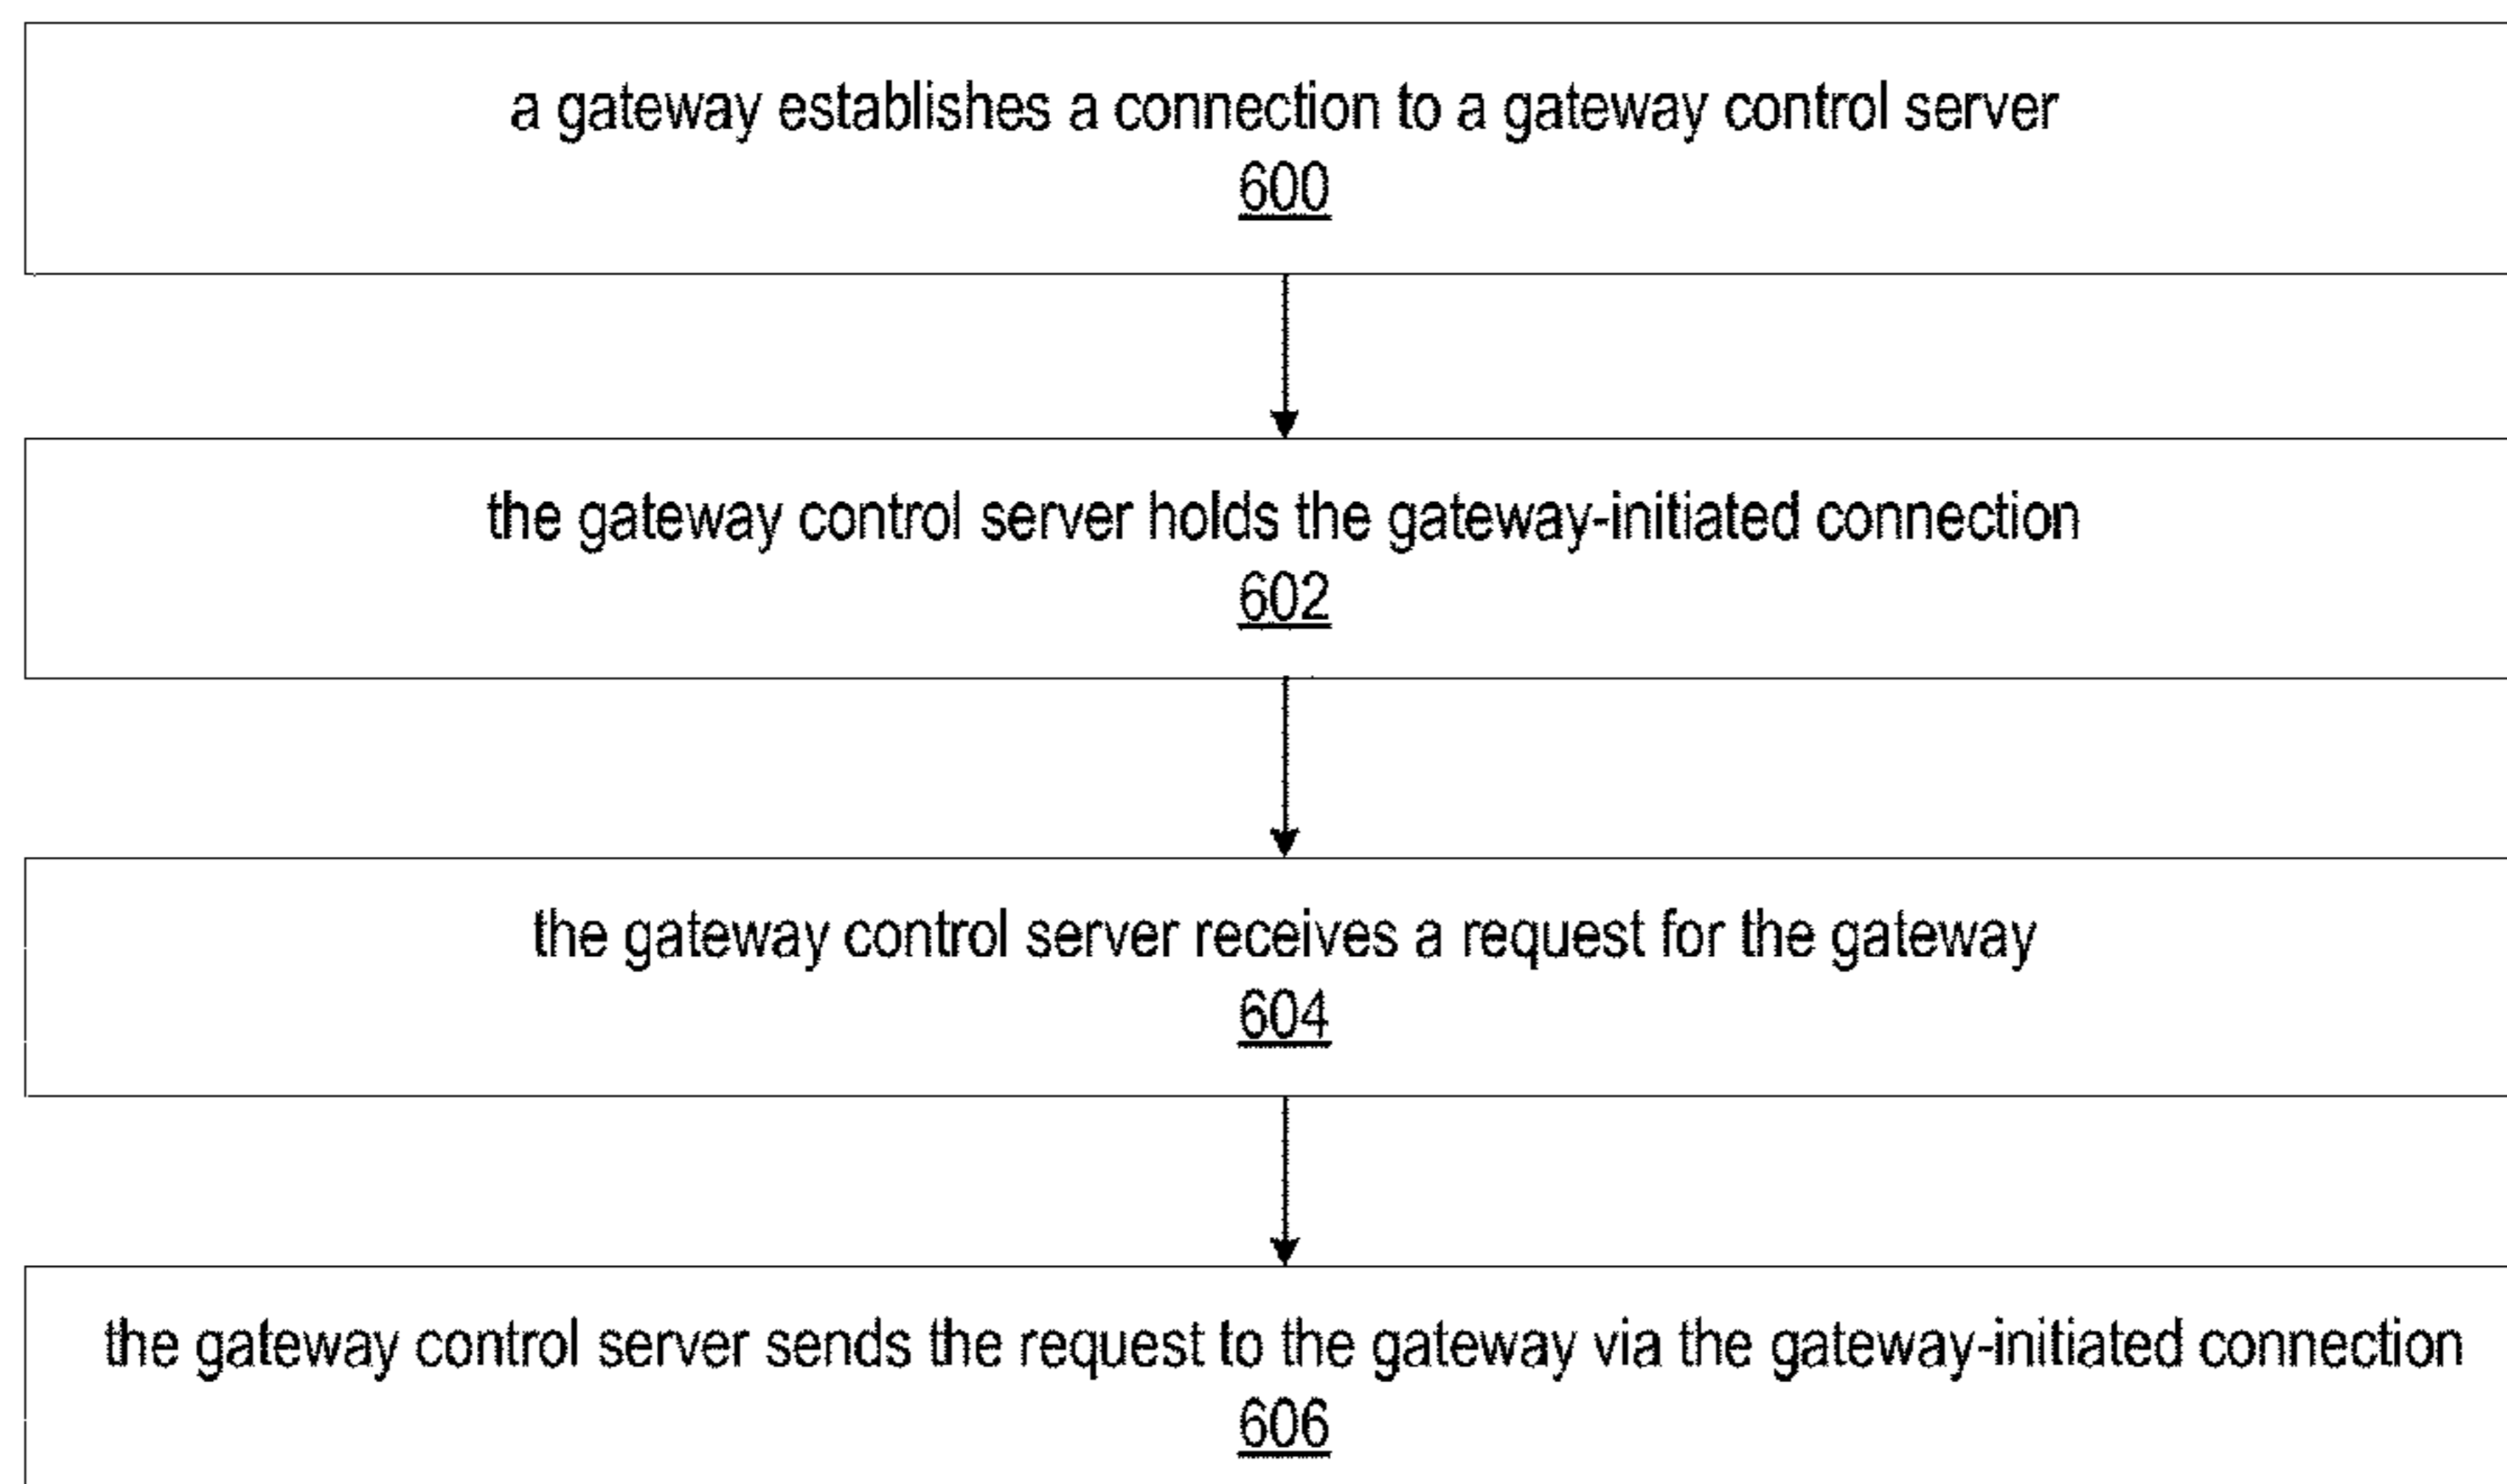 a gateway establishes a connection to a gateway control server
600
the gateway control server holds the gateway-initiated connection
602
the gateway control server receives a request for the gateway
604
the gateway control server sends the request to the gateway via the gateway-initiated connection
606